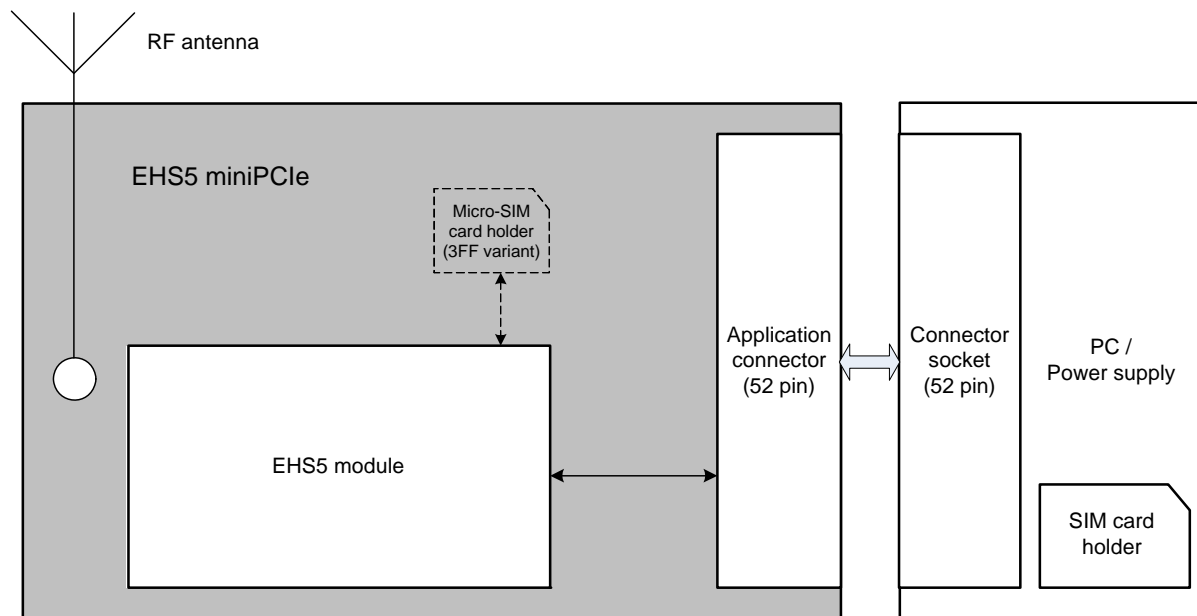 RF antenna
EHS5 miniPCIe
Micro-SIM
card holder
(3FF variant)
Application
connector
(52 pin)
Connector
socket
(52 pin)
PC /
Power supply
EHS5 module
SIM card
holder